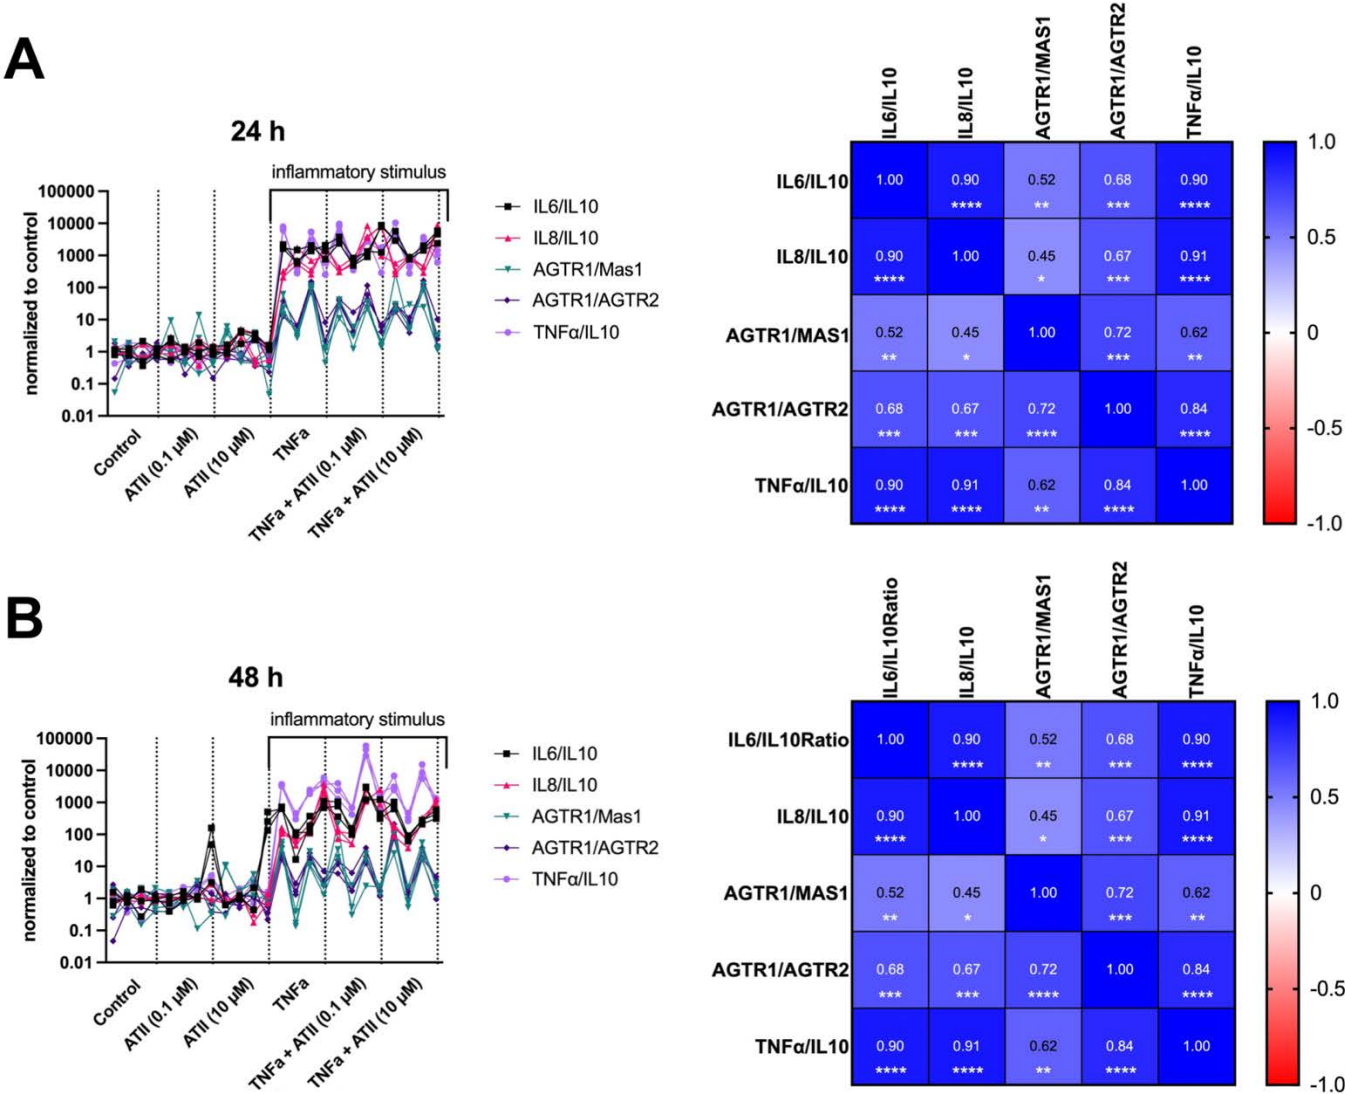 A
24 h
inflammatory stimulus
normalized to control
100000
10000
1000
100
10
1
0.1
0.01
Control
ATII (0.1 µM)
ATII (10 µM)
TNFa
TNFa + ATII (0.1 µM)
TNFa + ATII (10 µM)
IL6/IL10
IL8/IL10
AGTR1/Mas1
AGTR1/AGTR2
TNFα/IL10
IL6/IL10 IL8/IL10 AGTR1/MAS1 AGTR1/AGTR2 TNFα/IL10
IL6/IL10 1.00 0.90 0.52 0.68 0.90
**** ** *** ****
IL8/IL10 0.90 1.00 0.45 0.67 0.91
**** * *** ****
AGTR1/MAS1 0.52 0.45 1.00 0.72 0.62
** * *** **
AGTR1/AGTR2 0.68 0.67 0.72 1.00 0.84
*** *** **** ****
TNFα/IL10 0.90 0.91 0.62 0.84 1.00
**** **** ** ****
1.0
0.5
0
-0.5
-1.0
B
48 h
inflammatory stimulus
normalized to control
100000
10000
1000
100
10
1
0.1
0.01
Control
ATII (0.1 µM)
ATII (10 µM)
TNFa
TNFa + ATII (0.1 µM)
TNFa + ATII (10 µM)
IL6/IL10
IL8/IL10
AGTR1/Mas1
AGTR1/AGTR2
TNFα/IL10
IL6/IL10Ratio IL8/IL10 AGTR1/MAS1 AGTR1/AGTR2 TNFα/IL10
IL6/IL10Ratio 1.00 0.90 0.52 0.68 0.90
**** ** *** ****
IL8/IL10 0.90 1.00 0.45 0.67 0.91
**** * *** ****
AGTR1/MAS1 0.52 0.45 1.00 0.72 0.62
** * *** **
AGTR1/AGTR2 0.68 0.67 0.72 1.00 0.84
*** *** **** ****
TNFα/IL10 0.90 0.91 0.62 0.84 1.00
**** **** ** ****
1.0
0.5
0
-0.5
-1.0